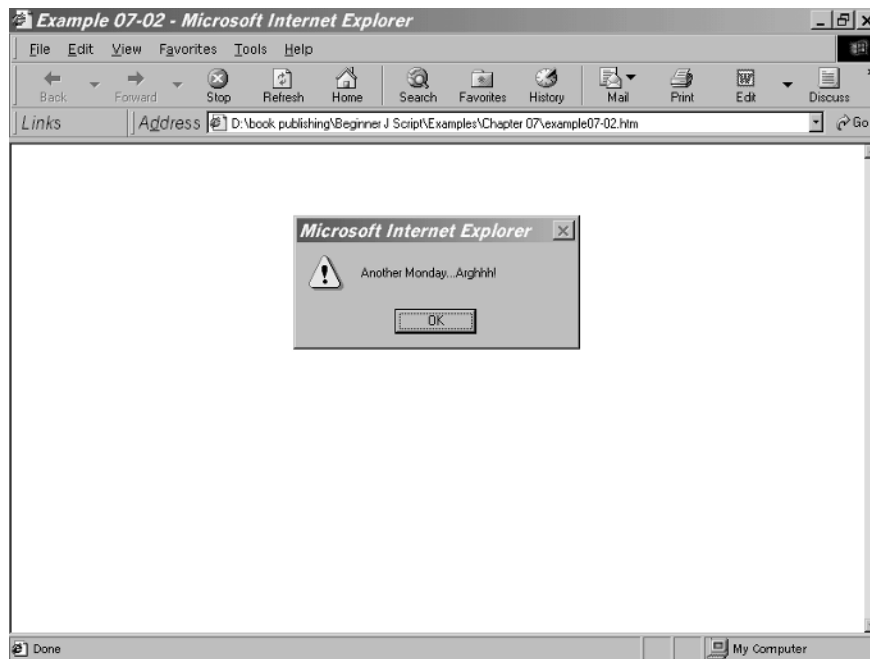 Example 07-02 - Microsoft Internet Explorer
File Edit View Favorites Tools Help
Back Forward Stop Refresh Home Search Favorites History Mail Print Edit Discuss
Links Address D:\book publishing\Beginner J Script\Examples\Chapter 07\example07-02.htm Go
Microsoft Internet Explorer
Another Monday...Arghhh!
OK
Done My Computer